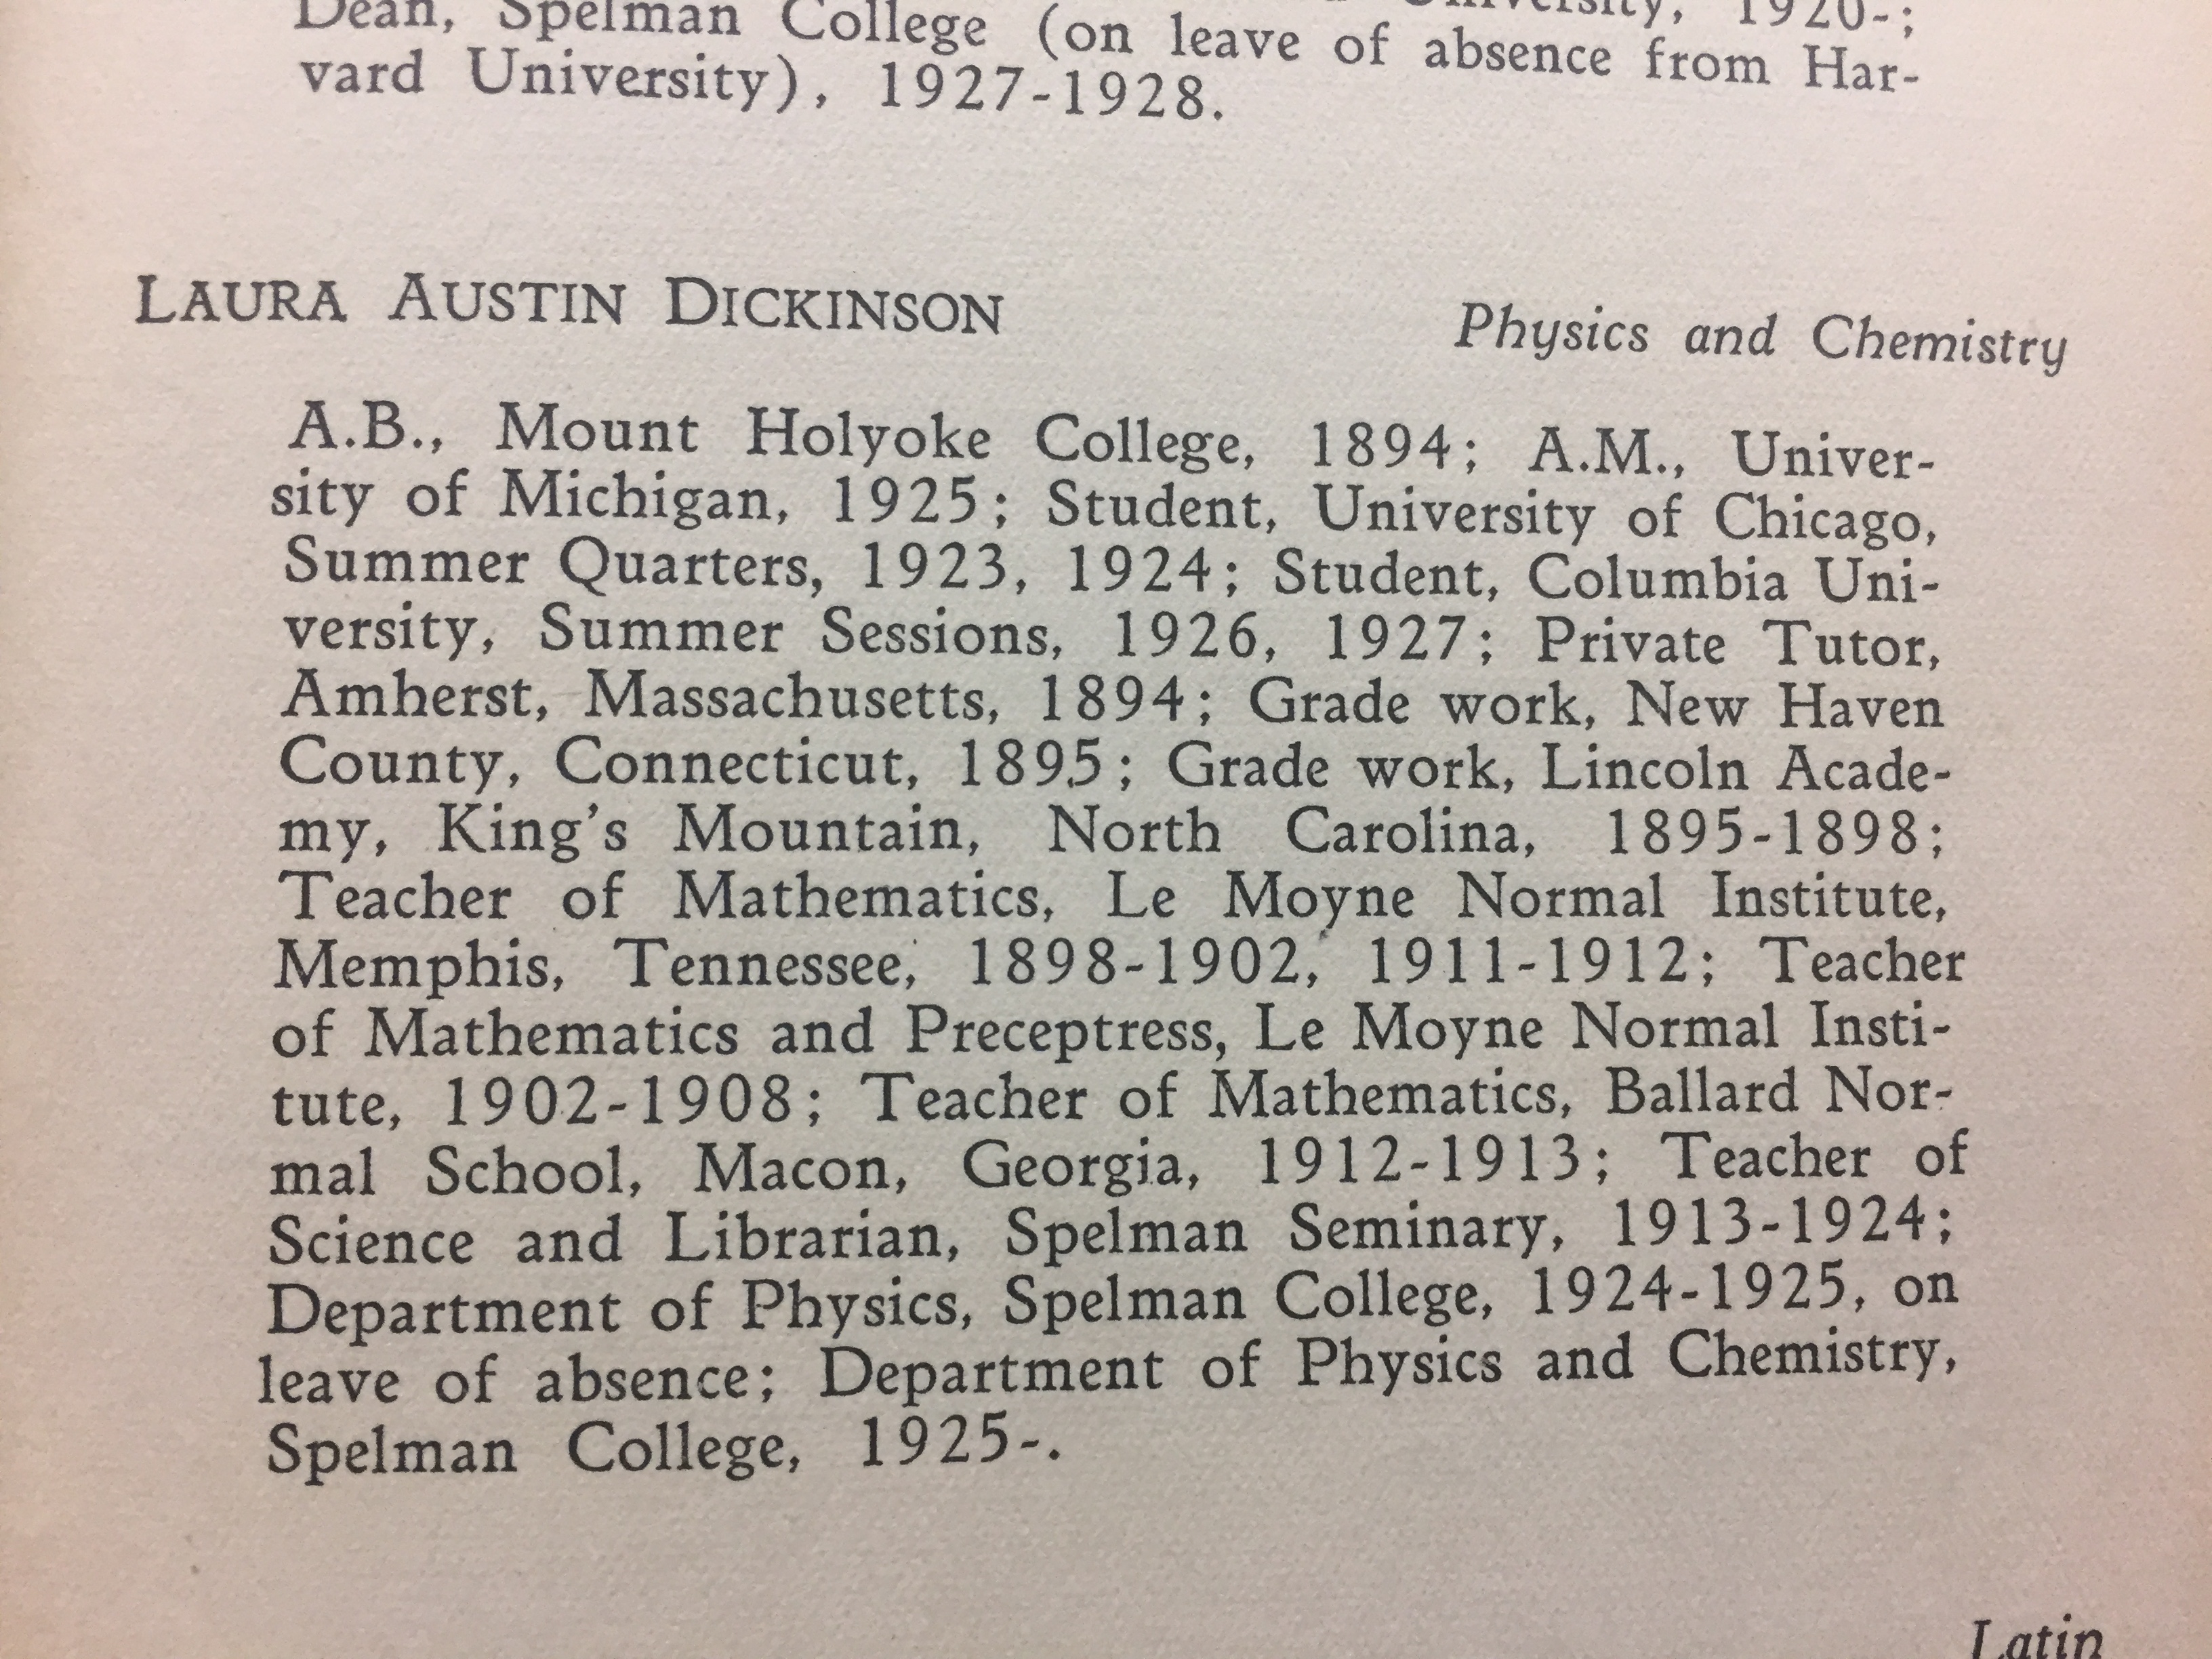 Dean, Spelman College (on leave of absence from Har-
vard University), 1927-1928.
LAURA AUSTIN DICKINSON Physics and Chemistry
A.B., Mount Holyoke College, 1894; A.M., Univer-
sity of Michigan, 1925; Student, University of Chicago,
Summer Quarters, 1923, 1924; Student, Columbia Uni-
versity, Summer Sessions, 1926, 1927; Private Tutor,
Amherst, Massachusetts, 1894; Grade work, New Haven
County, Connecticut, 1895; Grade work, Lincoln Acade-
my, King's Mountain, North Carolina, 1895-1898;
Teacher of Mathematics, Le Moyne Normal Institute,
Memphis, Tennessee, 1898-1902, 1911-1912; Teacher
of Mathematics and Preceptress, Le Moyne Normal Insti-
tute, 1902-1908; Teacher of Mathematics, Ballard Nor-
mal School, Macon, Georgia, 1912-1913; Teacher of
Science and Librarian, Spelman Seminary, 1913-1924;
Department of Physics, Spelman College, 1924-1925, on
leave of absence; Department of Physics and Chemistry,
Spelman College, 1925-.
Latin